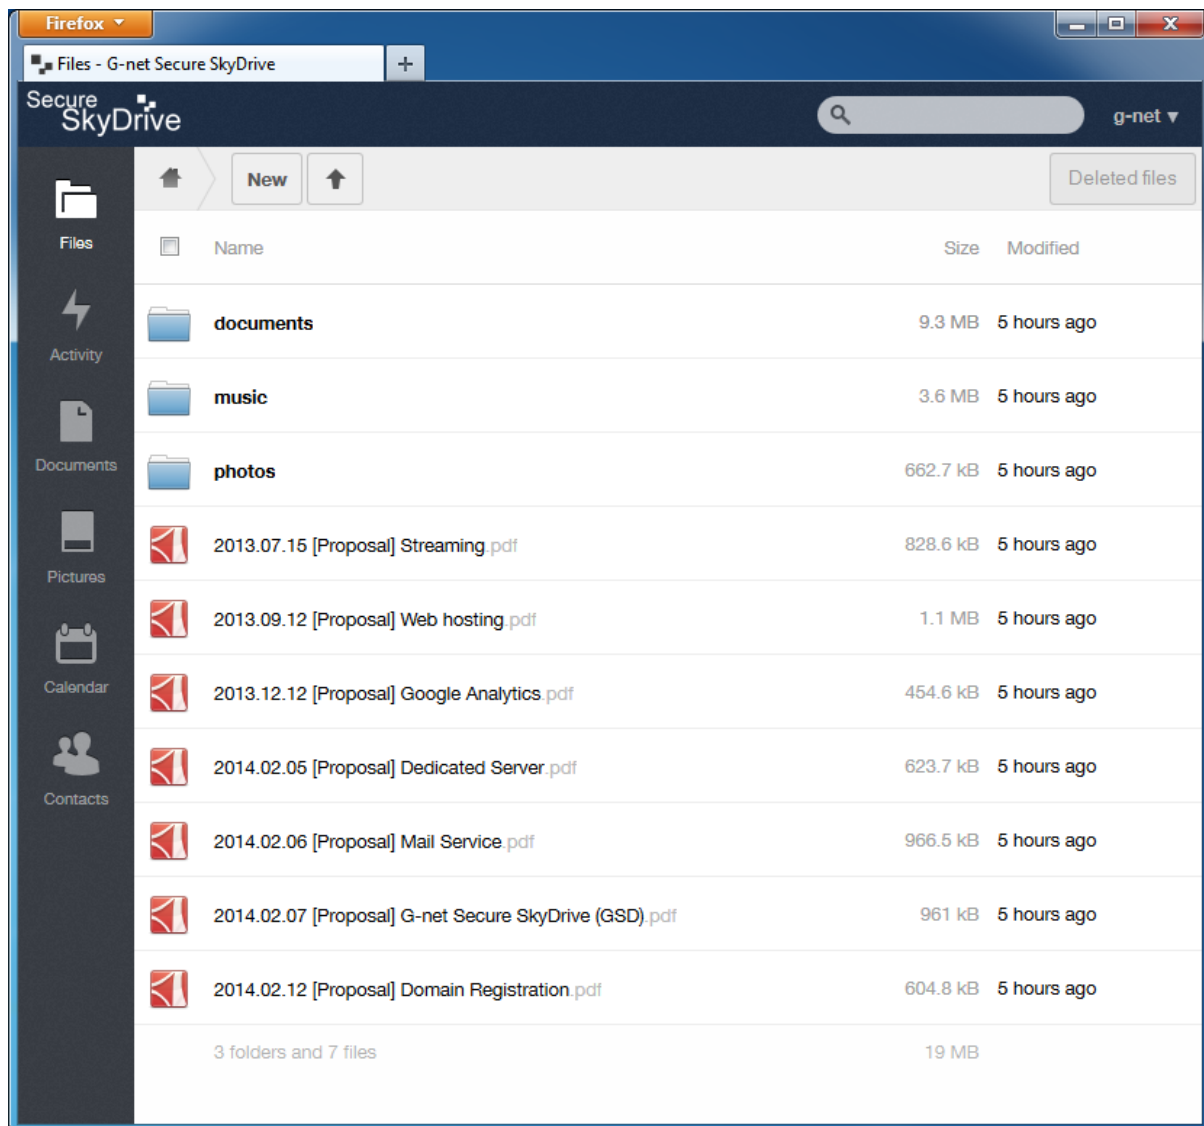 Firefox
Files - G-net Secure SkyDrive
+
Secure
SkyDrive
g-net ▾
New
Deleted files
Files
Name Size Modified
documents 9.3 MB 5 hours ago
Activity
music 3.6 MB 5 hours ago
Documents
photos 662.7 kB 5 hours ago
2013.07.15 [Proposal] Streaming.pdf 828.6 kB 5 hours ago
Pictures
2013.09.12 [Proposal] Web hosting.pdf 1.1 MB 5 hours ago
Calendar
2013.12.12 [Proposal] Google Analytics.pdf 454.6 kB 5 hours ago
2014.02.05 [Proposal] Dedicated Server.pdf 623.7 kB 5 hours ago
Contacts
2014.02.06 [Proposal] Mail Service.pdf 966.5 kB 5 hours ago
2014.02.07 [Proposal] G-net Secure SkyDrive (GSD).pdf 961 kB 5 hours ago
2014.02.12 [Proposal] Domain Registration.pdf 604.8 kB 5 hours ago
3 folders and 7 files 19 MB